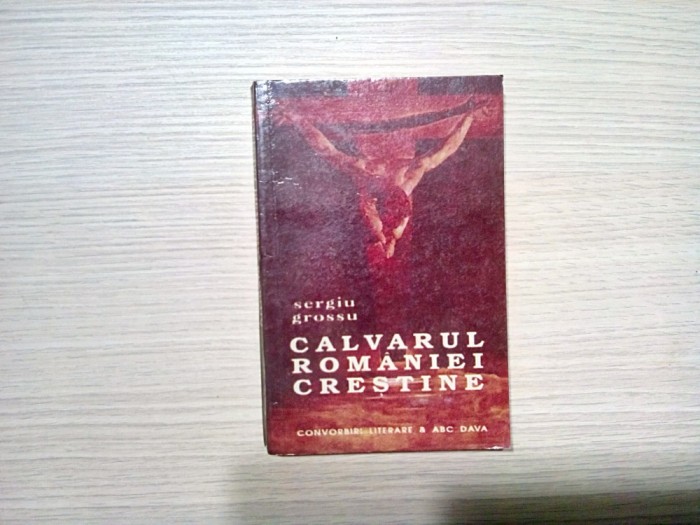 sergiu
grossu
CALVARUL
ROMÂNIEI
CREȘTINE
CONVORBIRI LITERARE & ABC DAVA